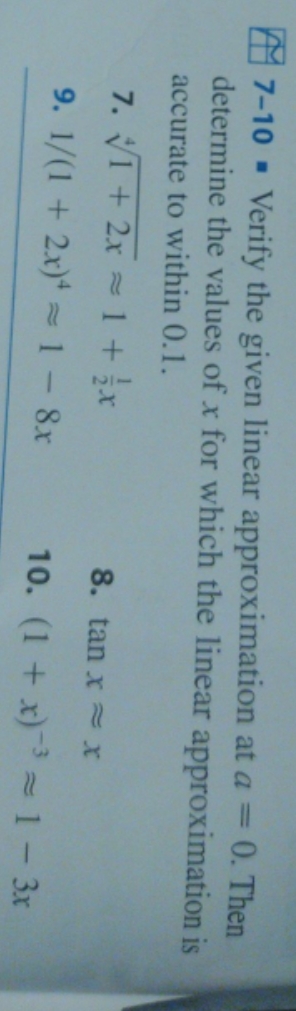 7–10 ▪ Verify the given linear approximation at a = 0. Then
determine the values of x for which the linear approximation is
accurate to within 0.1.
7. ∜1 + 2x ≈ 1 + ½x 8. tan x ≈ x
9. 1/(1 + 2x)⁴ ≈ 1 − 8x 10. (1 + x)⁻³ ≈ 1 − 3x